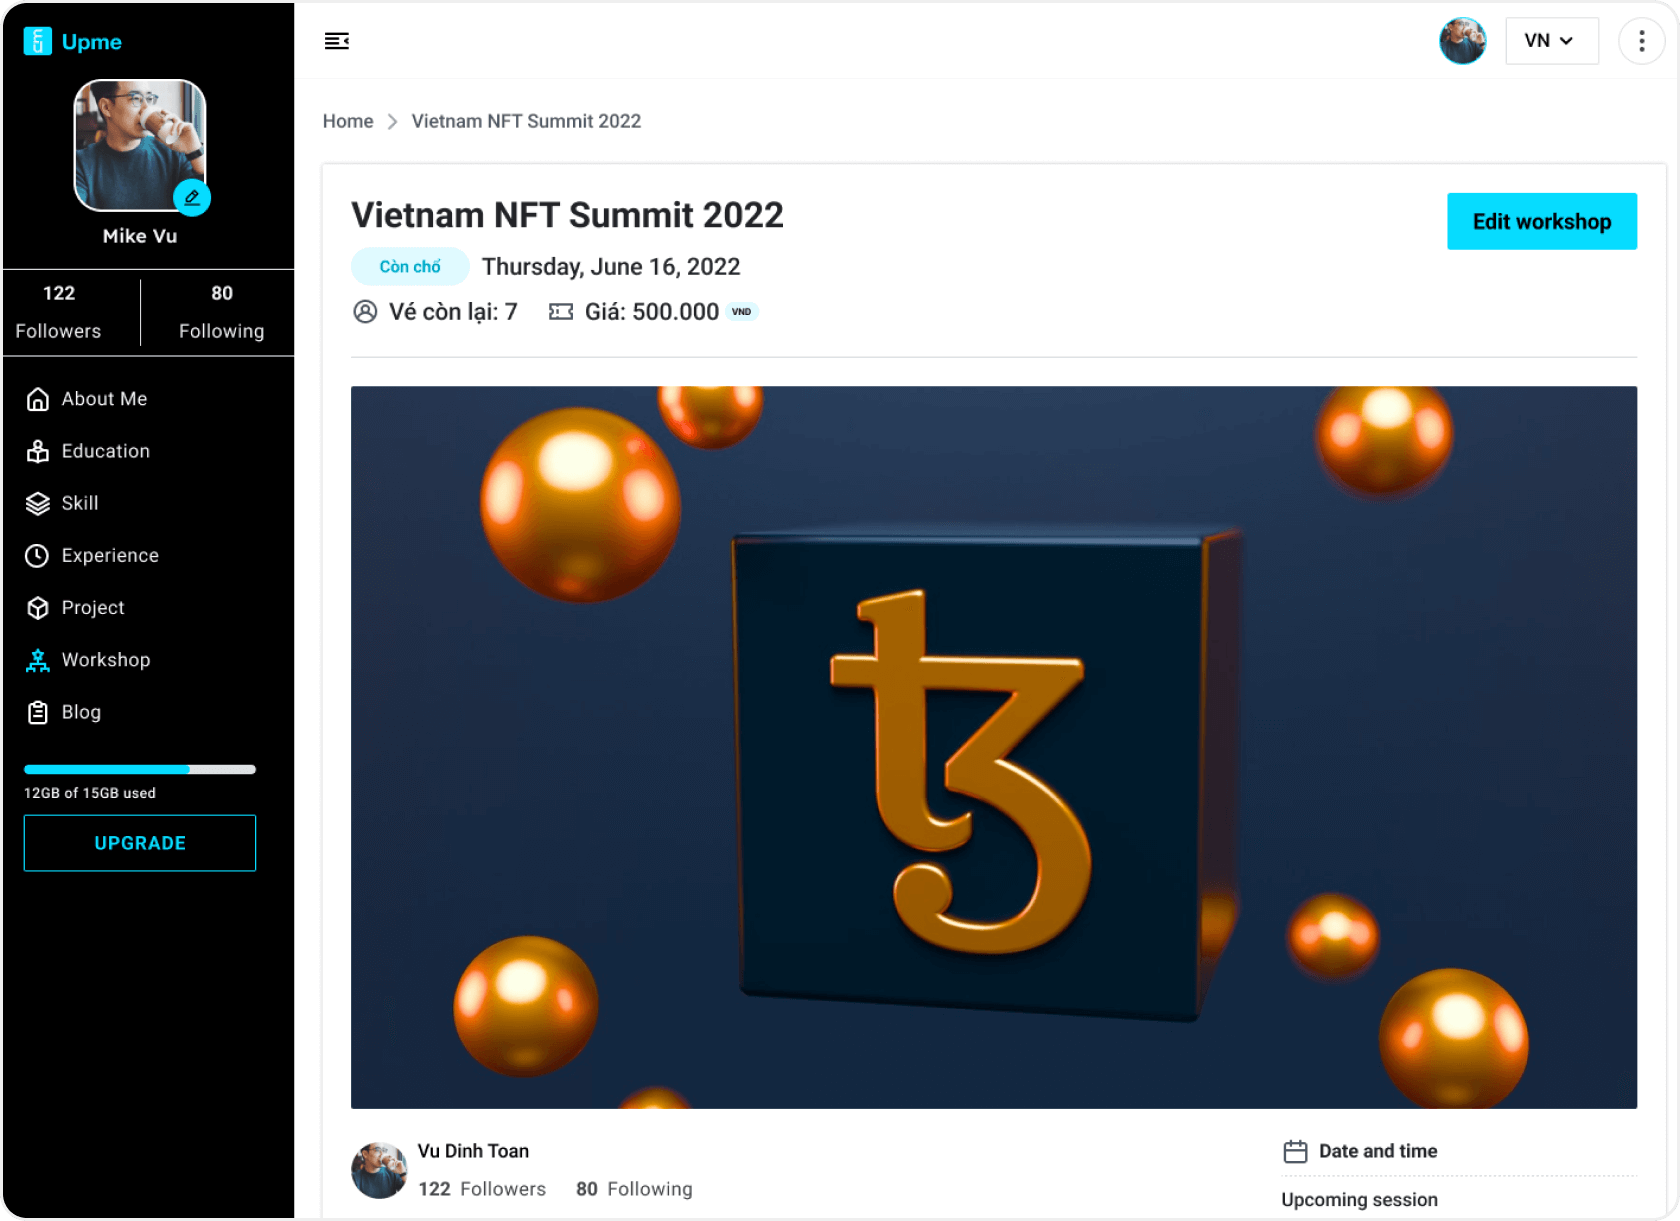 Upme
VN
Mike Vu
122
Followers
80
Following
About Me
Education
Skill
Experience
Project
Workshop
Blog
12GB of 15GB used
UPGRADE
Home
Vietnam NFT Summit 2022
Vietnam NFT Summit 2022
Edit workshop
Còn chổ
Thursday, June 16, 2022
Vé còn lại: 7
Giá: 500.000 VND
Vu Dinh Toan
122 Followers 80 Following
Date and time
Upcoming session